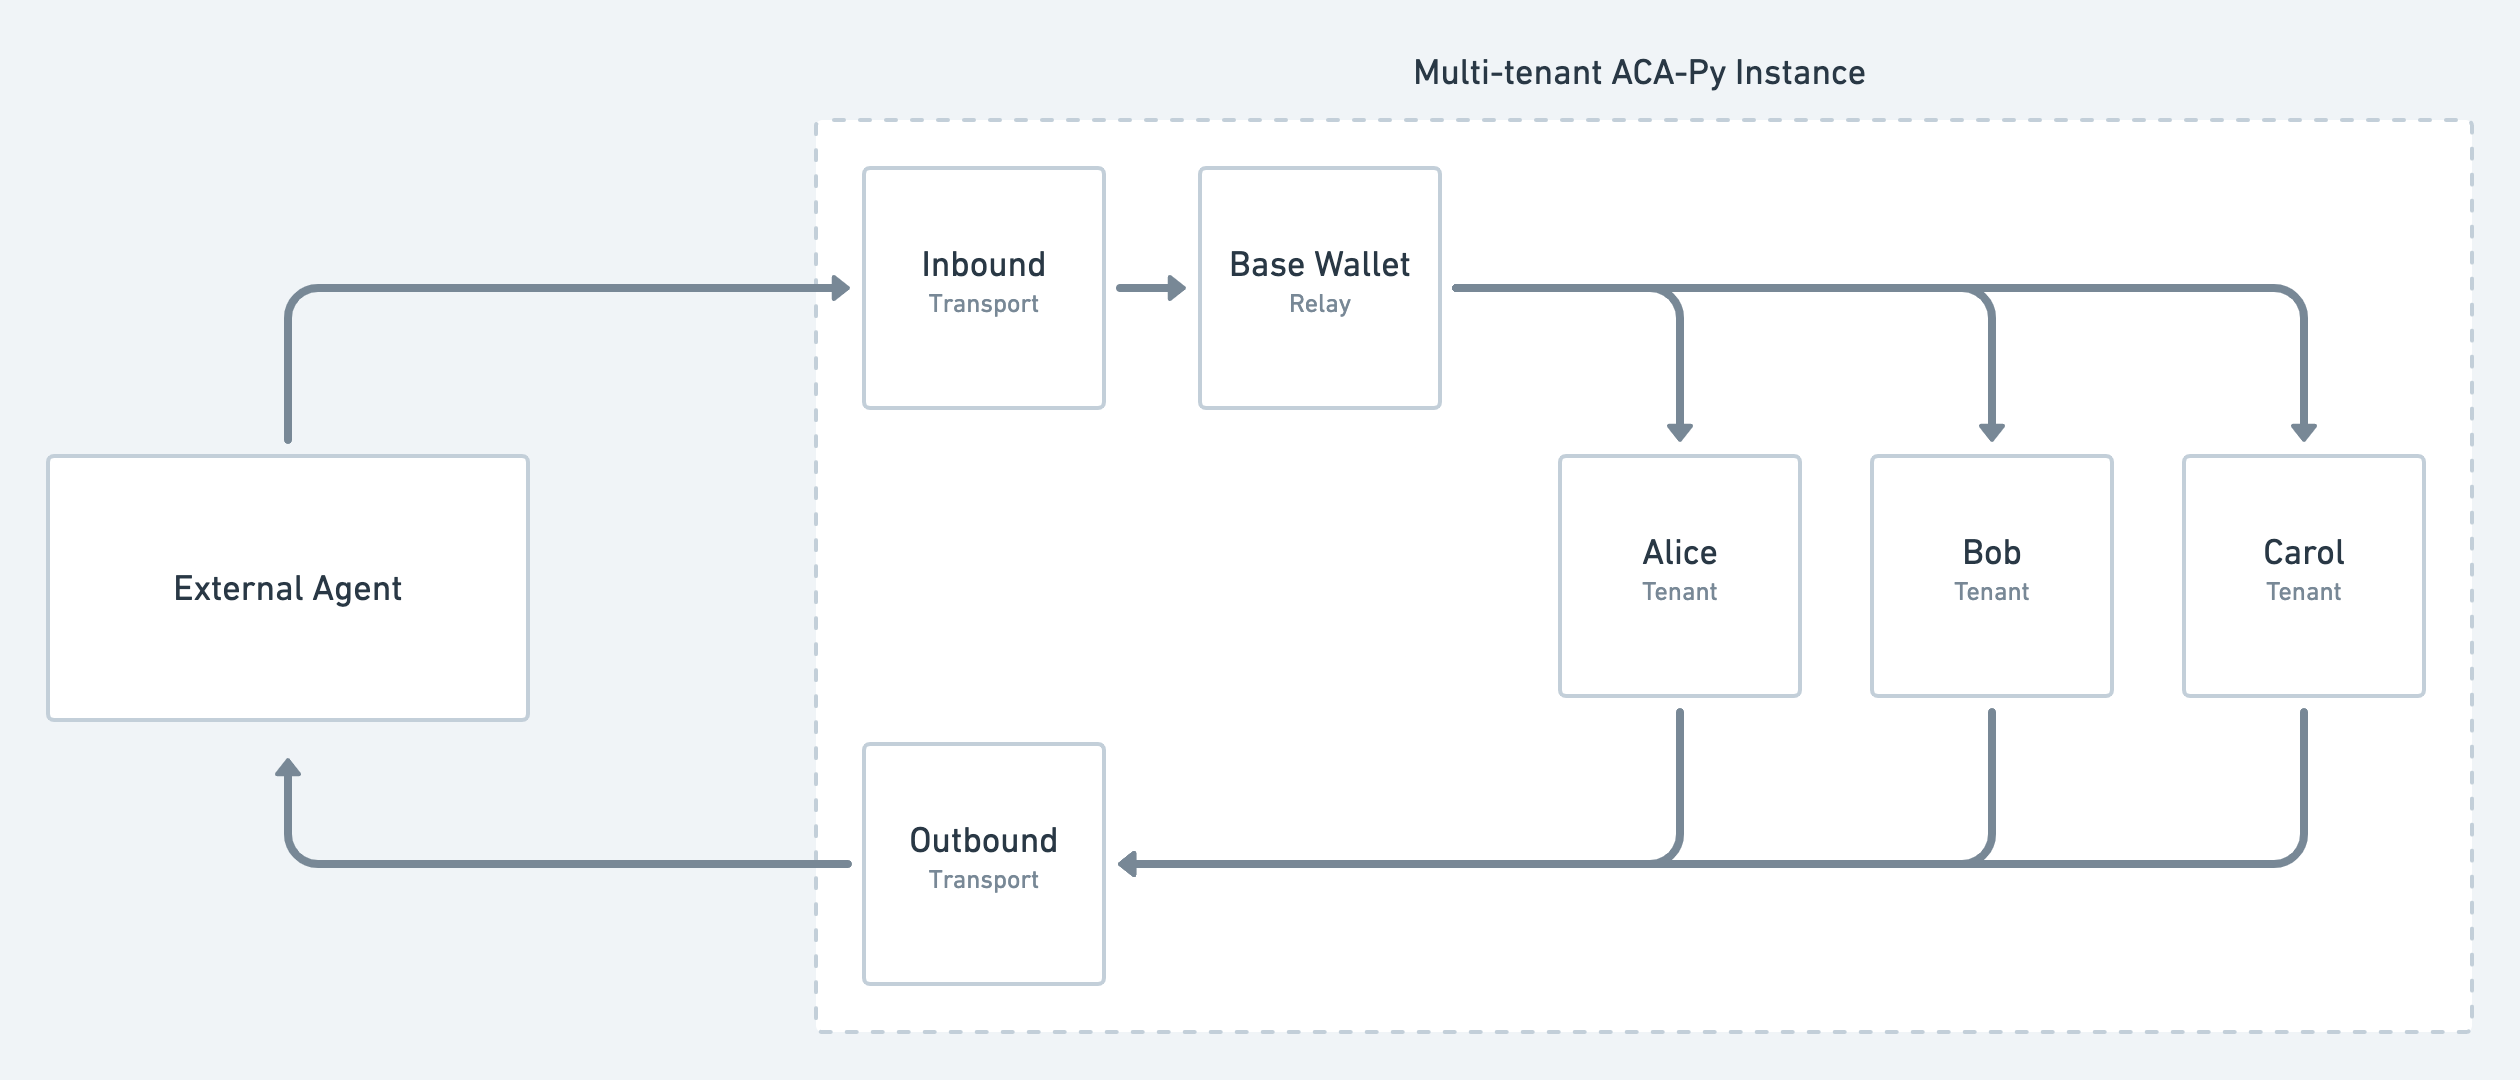 Multi-tenant ACA-Py Instance
Inbound
Transport
Base Wallet
Relay
External Agent
Alice
Tenant
Bob
Tenant
Carol
Tenant
Outbound
Transport